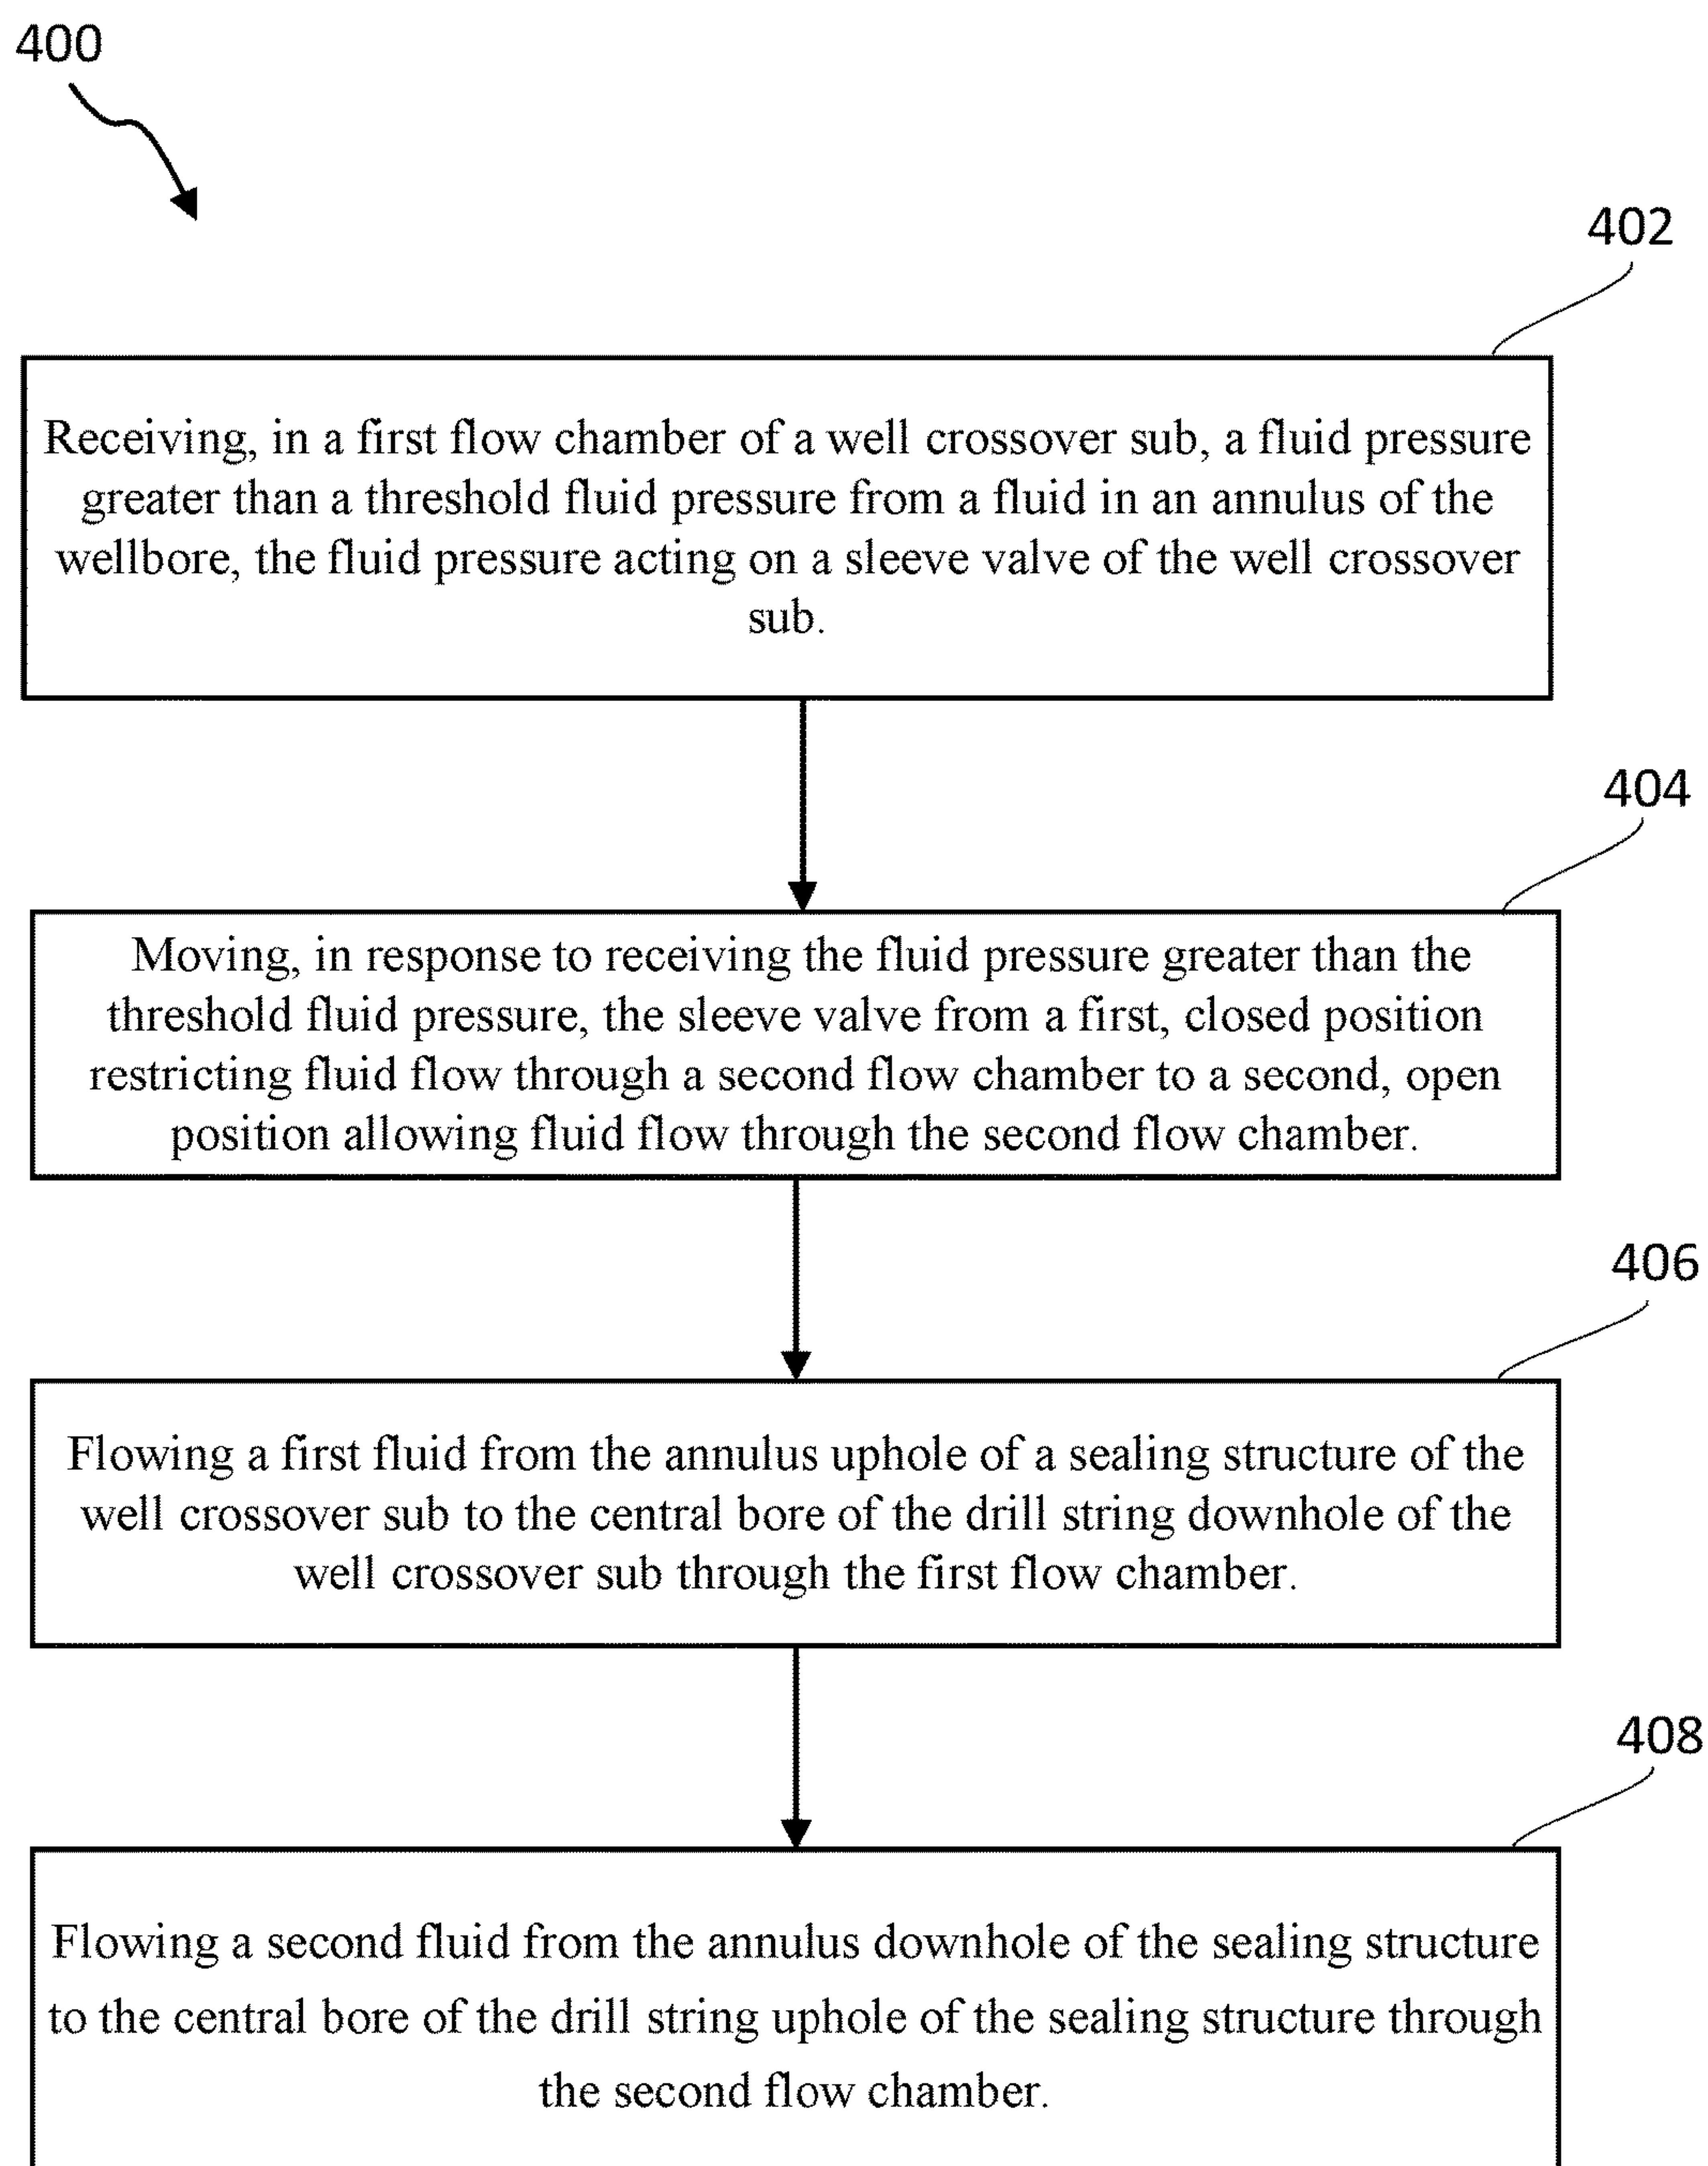 400
402
Receiving, in a first flow chamber of a well crossover sub, a fluid pressure
greater than a threshold fluid pressure from a fluid in an annulus of the
wellbore, the fluid pressure acting on a sleeve valve of the well crossover
sub.
404
Moving, in response to receiving the fluid pressure greater than the
threshold fluid pressure, the sleeve valve from a first, closed position
restricting fluid flow through a second flow chamber to a second, open
position allowing fluid flow through the second flow chamber.
406
Flowing a first fluid from the annulus uphole of a sealing structure of the
well crossover sub to the central bore of the drill string downhole of the
well crossover sub through the first flow chamber.
408
Flowing a second fluid from the annulus downhole of the sealing structure
to the central bore of the drill string uphole of the sealing structure through
the second flow chamber.